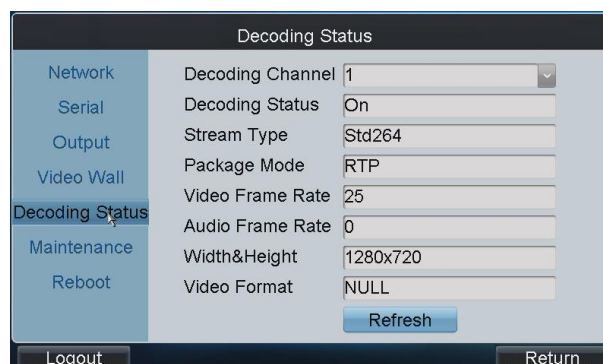 Decoding Status
Network
Serial
Output
Video Wall
Decoding Status
Maintenance
Reboot
Decoding Channel 1
Decoding Status On
Stream Type Std264
Package Mode RTP
Video Frame Rate 25
Audio Frame Rate 0
Width&Height 1280x720
Video Format NULL
Refresh
Logout Return